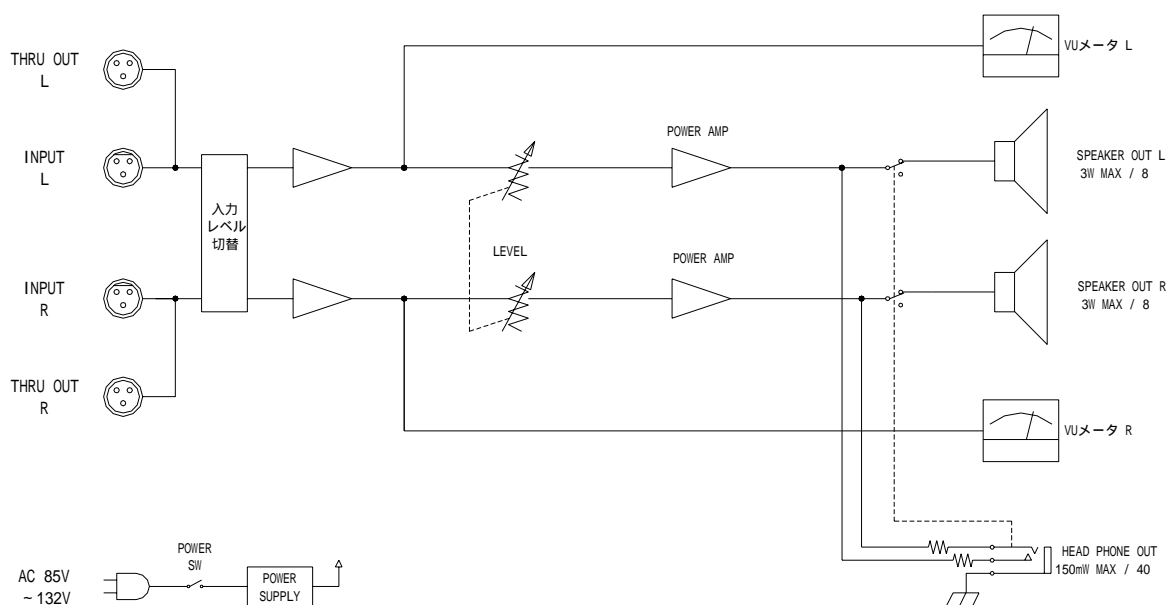 THRU OUT
L
INPUT
L
INPUT
R
THRU OUT
R
入力
レベル
切替
LEVEL
POWER AMP
POWER AMP
VUメータ L
SPEAKER OUT L
3W MAX / 8
SPEAKER OUT R
3W MAX / 8
VUメータ R
HEAD PHONE OUT
150mW MAX / 40
AC 85V
~ 132V
POWER
SW
POWER
SUPPLY